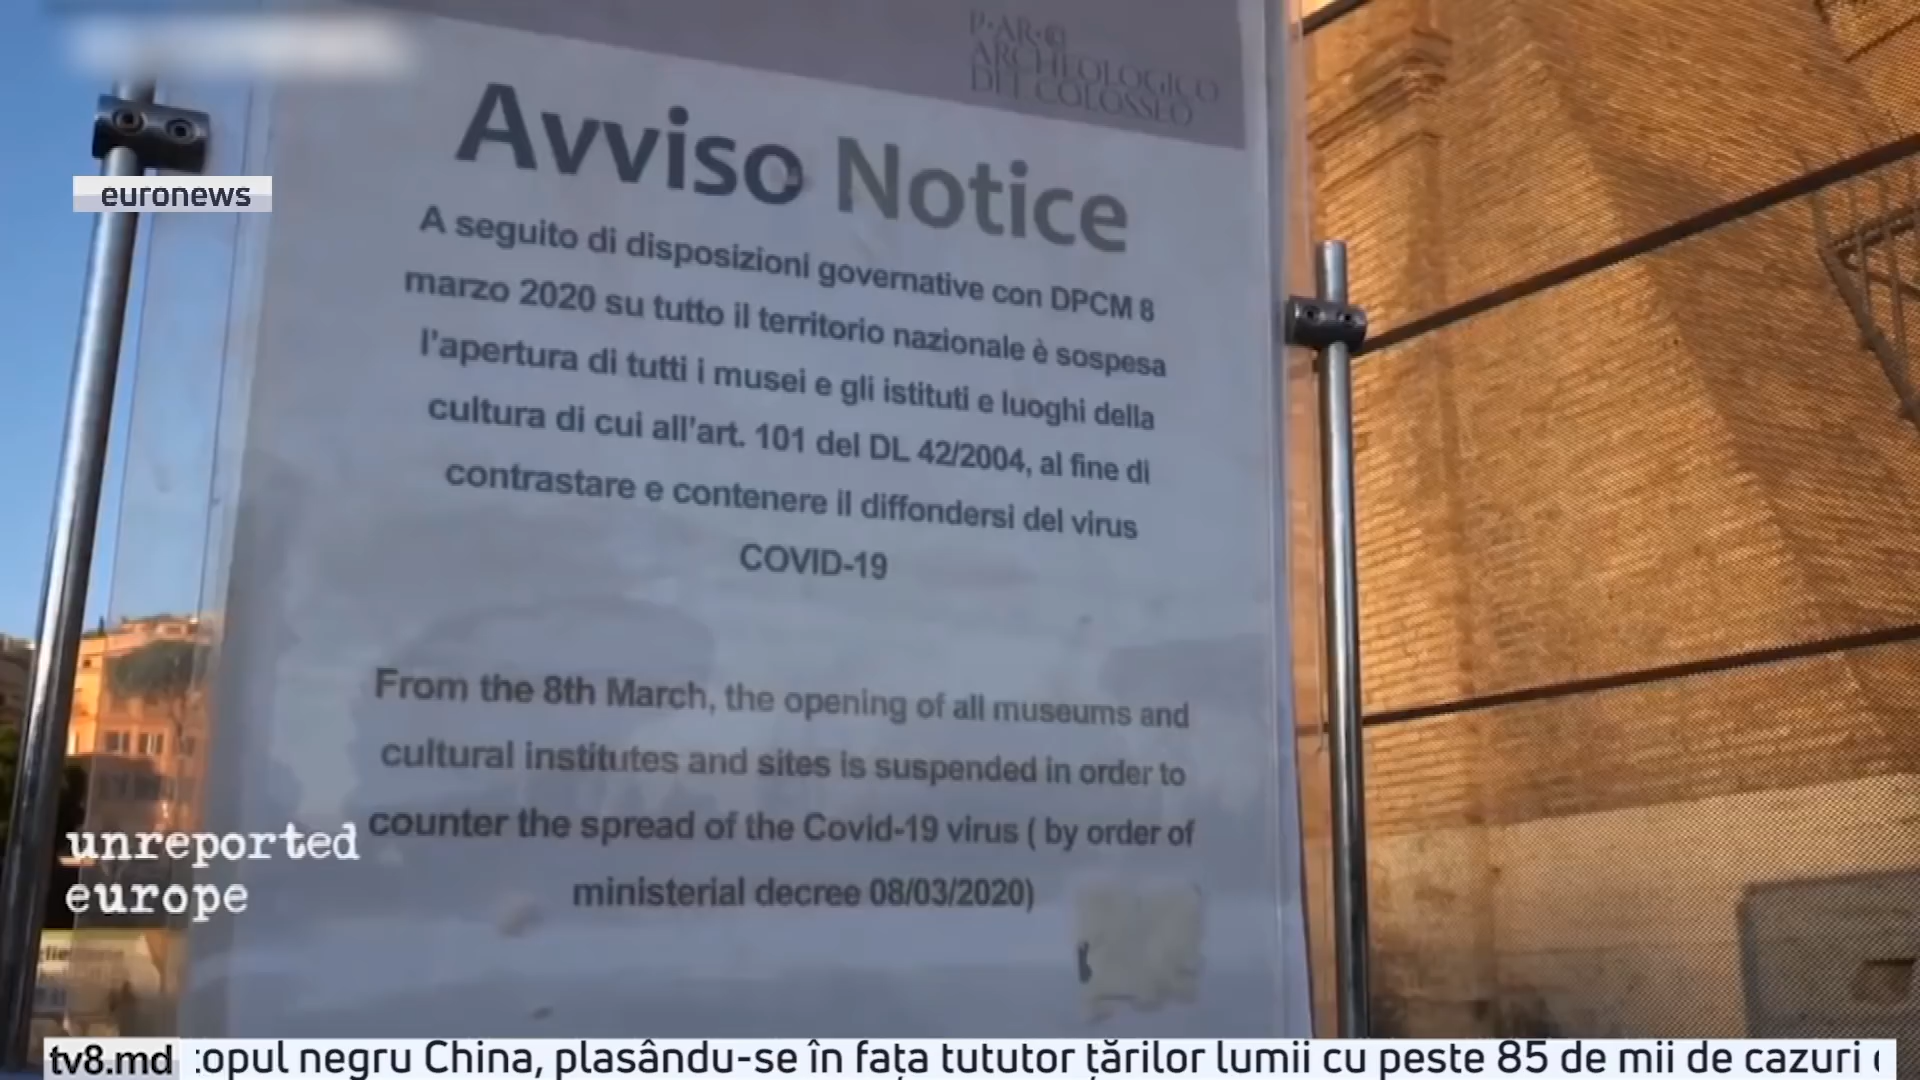 P·AR·C
ARCHEOLOGICO
DEL COLOSSEO
Avviso Notice
euronews
A seguito di disposizioni governative con DPCM 8
marzo 2020 su tutto il territorio nazionale è sospesa
l'apertura di tutti i musei e gli istituti e luoghi della
cultura di cui all'art. 101 del DL 42/2004, al fine di
contrastare e contenere il diffondersi del virus
COVID-19
From the 8th March, the opening of all museums and
cultural institutes and sites is suspended in order to
counter the spread of the Covid-19 virus ( by order of
ministerial decree 08/03/2020)
unreported
europe
tv8.md
topul negru China, plasându-se în fața tututor țărilor lumii cu peste 85 de mii de cazuri